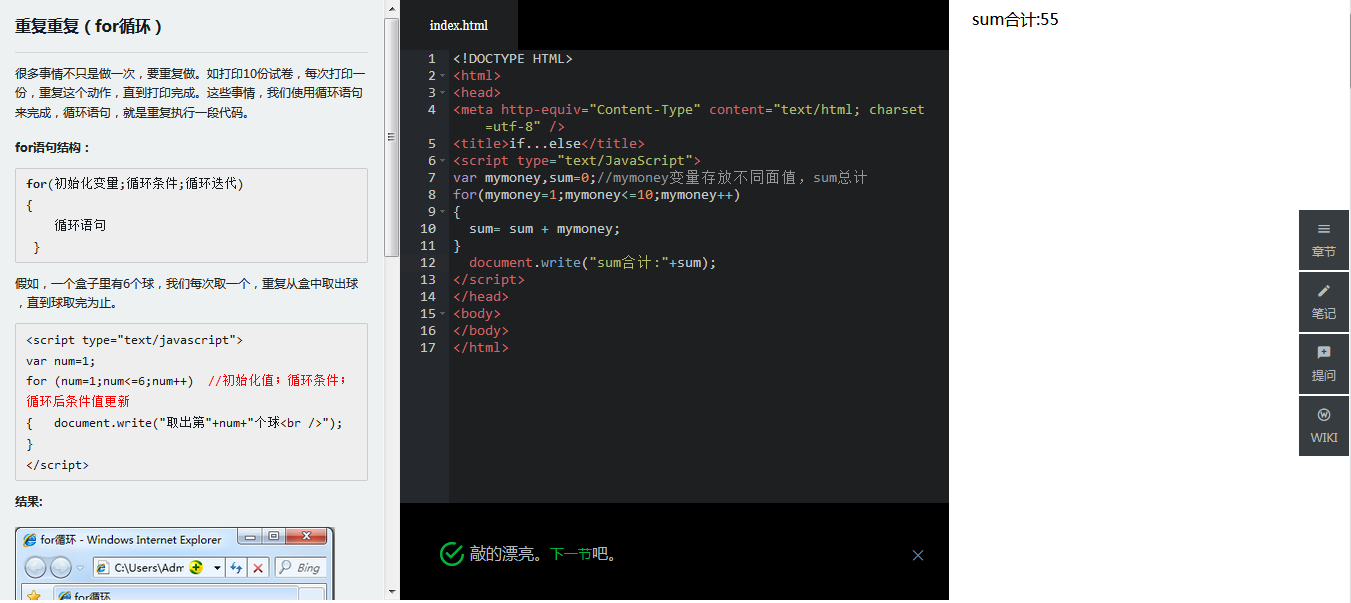 重复重复（for循环）
很多事情不只是做一次，要重复做。如打印10份试卷，每次打印一
份，重复这个动作，直到打印完成。这些事情，我们使用循环语句
来完成，循环语句，就是重复执行一段代码。
for语句结构：
for(初始化变量;循环条件;循环迭代)
{
循环语句
}
假如，一个盒子里有6个球，我们每次取一个，重复从盒中取出球
，直到球取完为止。
<script type="text/javascript">
var num=1;
for (num=1;num<=6;num++)  //初始化值；循环条件；
循环后条件值更新
{   document.write("取出第"+num+"个球<br />");
}
</script>
结果:
for循环 - Windows Internet Explorer
C:\Users\Adm
Bing
for循环
index.html
1 <!DOCTYPE HTML>
2 <html>
3 <head>
4 <meta http-equiv="Content-Type" content="text/html; charset
=utf-8" />
5 <title>if...else</title>
6 <script type="text/JavaScript">
7 var mymoney,sum=0;//mymoney变量存放不同面值，sum总计
8 for(mymoney=1;mymoney<=10;mymoney++)
9 {
10 sum= sum + mymoney;
11 }
12 document.write("sum合计:"+sum);
13 </script>
14 </head>
15 <body>
16 </body>
17 </html>
敲的漂亮。下一节吧。
sum合计:55
章节
笔记
提问
WIKI